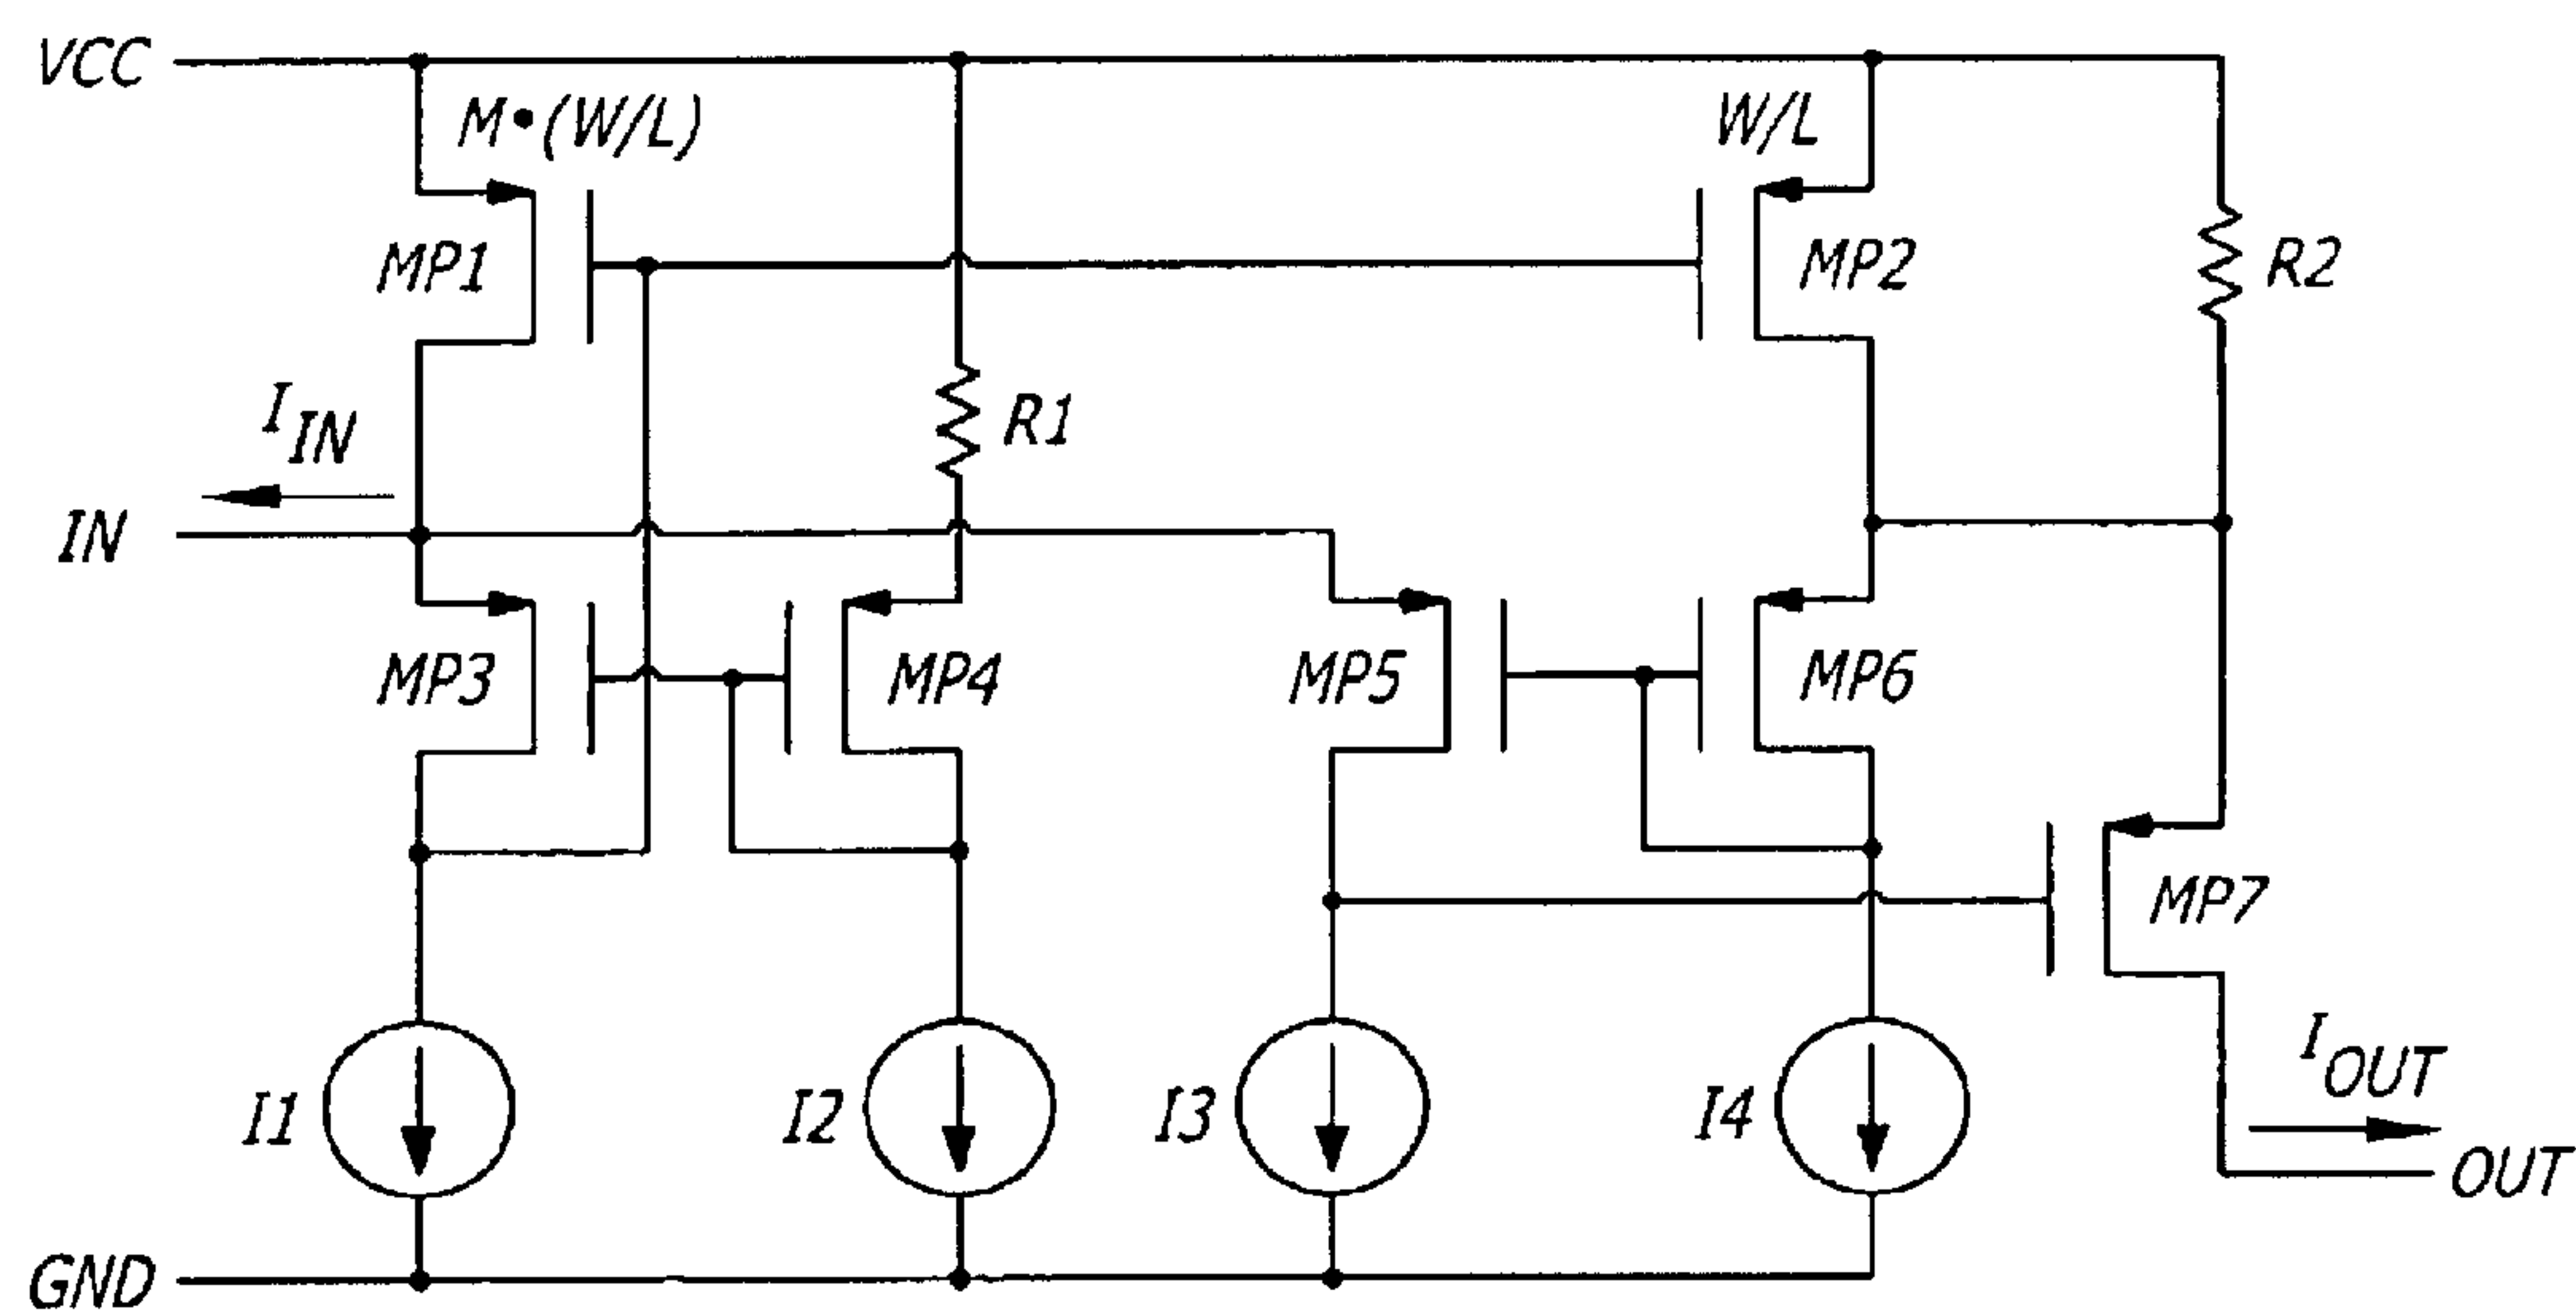 VCC
M•(W/L)
W/L
MP1
MP2
R2
R1
I IN
IN
MP3
MP4
MP5
MP6
MP7
I1
I2
I3
I4
I OUT
OUT
GND